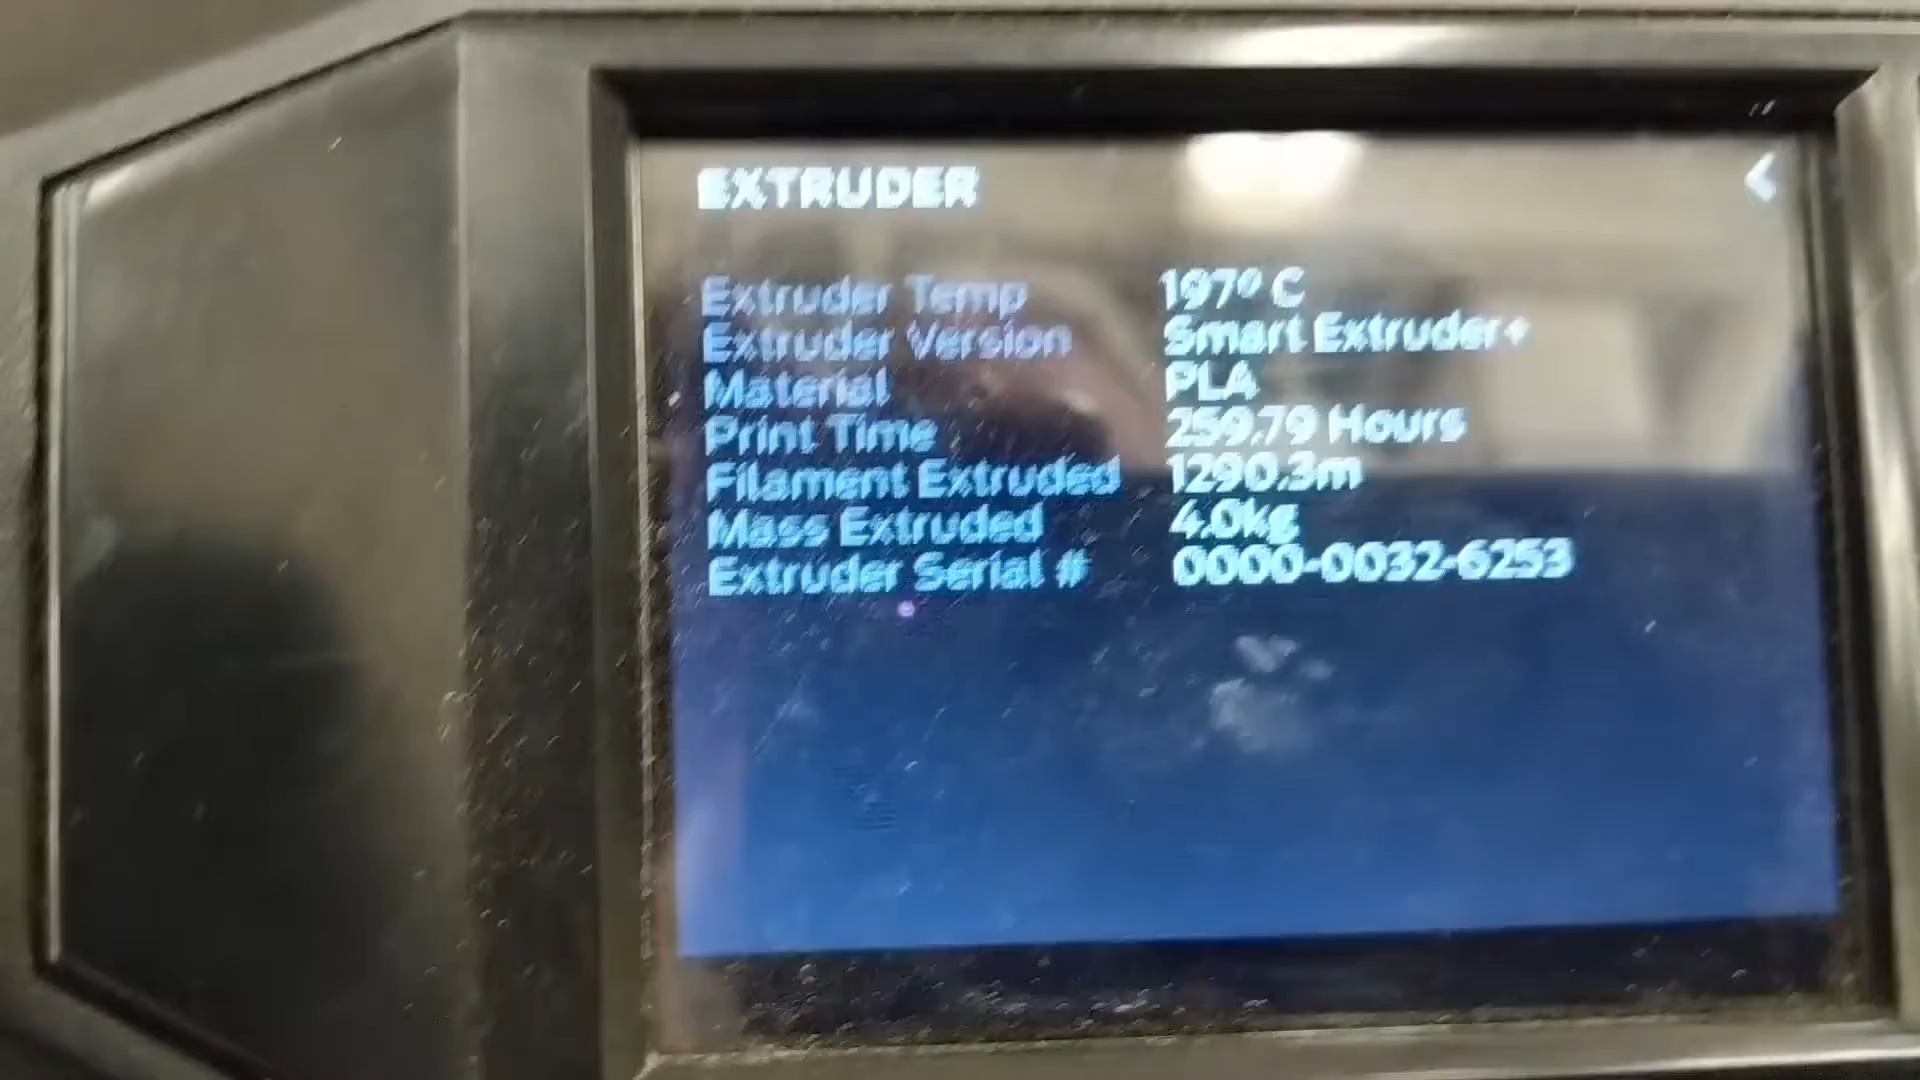 EXTRUDER
Extruder Temp 197° C
Extruder Version Smart Extruder+
Material PLA
Print Time 259.79 Hours
Filament Extruded 1290.3m
Mass Extruded 4.0kg
Extruder Serial # 0000-0032-6253